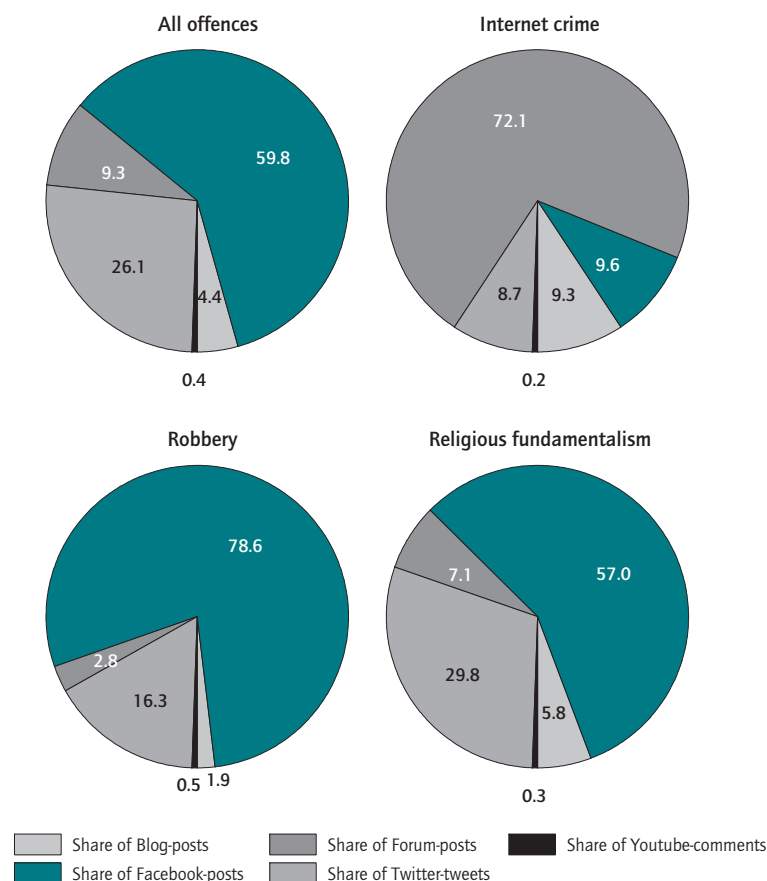 All offences
59.8
9.3
26.1
4.4
0.4
Internet crime
72.1
9.6
8.7
9.3
0.2
Robbery
78.6
2.8
16.3
0.5
1.9
Religious fundamentalism
57.0
7.1
29.8
5.8
0.3
Share of Blog-posts
Share of Forum-posts
Share of Youtube-comments
Share of Facebook-posts
Share of Twitter-tweets